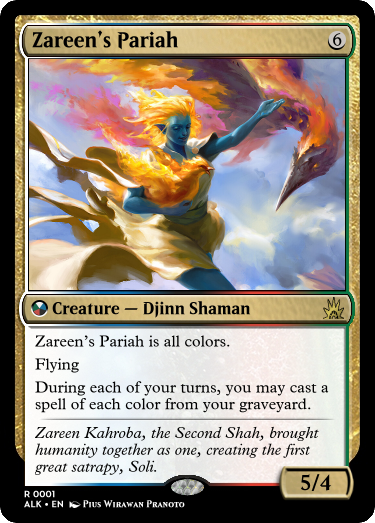 Zareen's Pariah 6
Creature — Djinn Shaman
Zareen's Pariah is all colors.
Flying
During each of your turns, you may cast a
spell of each color from your graveyard.
Zareen Kahroba, the Second Shah, brought
humanity together as one, creating the first
great satrapy, Soli.
5/4
R 0001
ALK • EN Pius Wirawan Pranoto